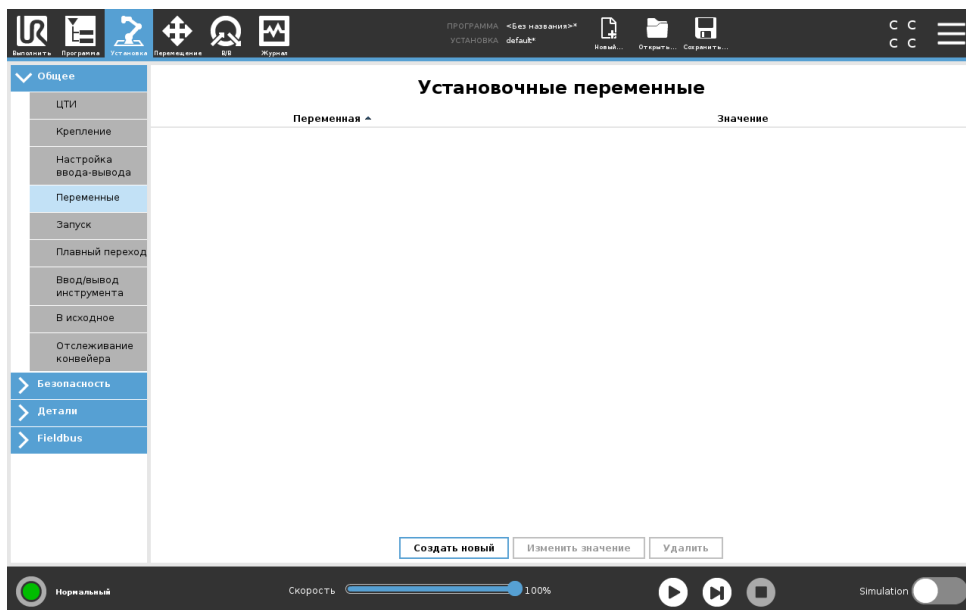 ПРОГРАММА <Без названия>*
УСТАНОВКА default*
Выполнить Программа Установка Перемещение В/В Журнал
Новый... Открыть... Сохранить...
C C
C C
Общее
ЦТИ
Крепление
Настройка
ввода-вывода
Переменные
Запуск
Плавный переход
Ввод/вывод
инструмента
В исходное
Отслеживание
конвейера
Безопасность
Детали
Fieldbus
Установочные переменные
Переменная Значение
Создать новый Изменить значение Удалить
Нормальный
Скорость 100%
Simulation